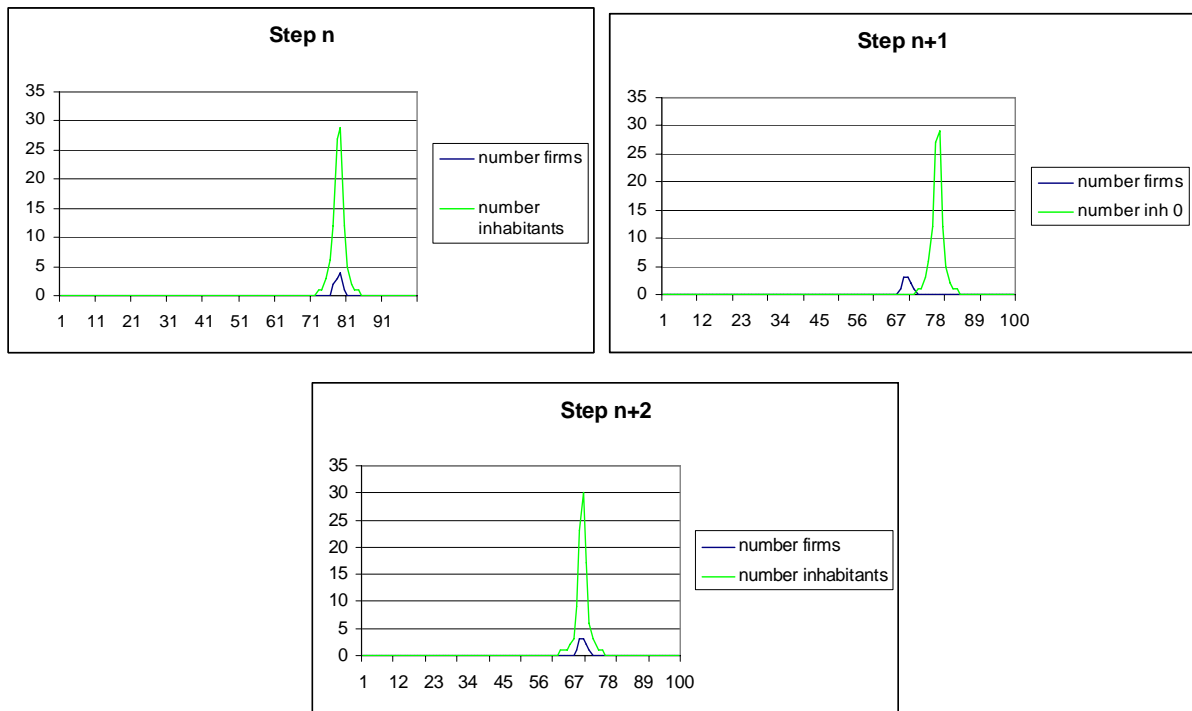 Step n
35
30
25
20
15
10
5
0
1 11 21 31 41 51 61 71 81 91
number firms
number
inhabitants
Step n+1
35
30
25
20
15
10
5
0
1 12 23 34 45 56 67 78 89 100
number firms
number inh 0
Step n+2
35
30
25
20
15
10
5
0
1 12 23 34 45 56 67 78 89 100
number firms
number inhabitants